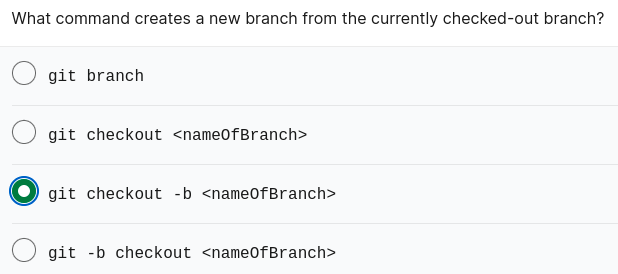 What command creates a new branch from the currently checked-out branch?
git branch
git checkout <nameOfBranch>
git checkout -b <nameOfBranch>
git -b checkout <nameOfBranch>